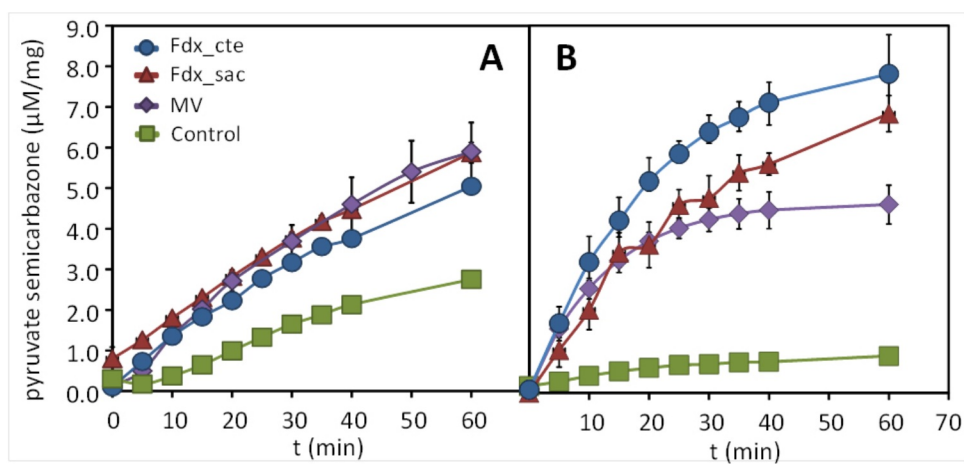 9.0
8.0
7.0
6.0
5.0
4.0
3.0
2.0
1.0
0.0
pyruvate semicarbazone (µM/mg)
Fdx_cte
Fdx_sac
MV
Control
A
B
0 10 20 30 40 50 60
10 20 30 40 50 60 70
t (min)
t (min)